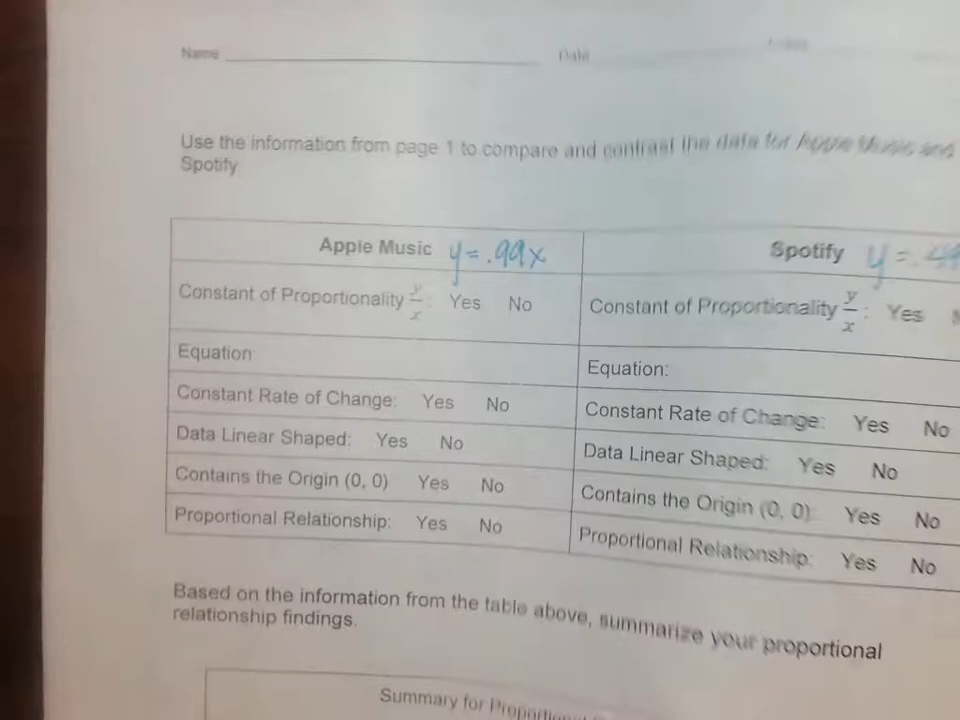 Name Date
Use the information from page 1 to compare and contrast the data for Apple Music and
Spotify
Apple Music y=.99x
Constant of Proportionality y/x: Yes No
Equation
Constant Rate of Change: Yes No
Data Linear Shaped: Yes No
Contains the Origin (0, 0) Yes No
Proportional Relationship: Yes No
Spotify y=.4
Constant of Proportionality y/x: Yes
Equation:
Constant Rate of Change: Yes No
Data Linear Shaped: Yes No
Contains the Origin (0, 0) Yes No
Proportional Relationship: Yes No
Based on the information from the table above, summarize your proportional
relationship findings.
Summary for